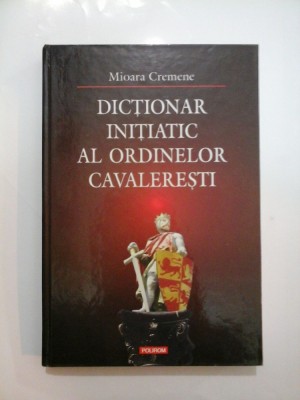 Mioara Cremene
DICȚIONAR
INIȚIATIC
AL ORDINELOR
CAVALEREȘTI
POLIROM